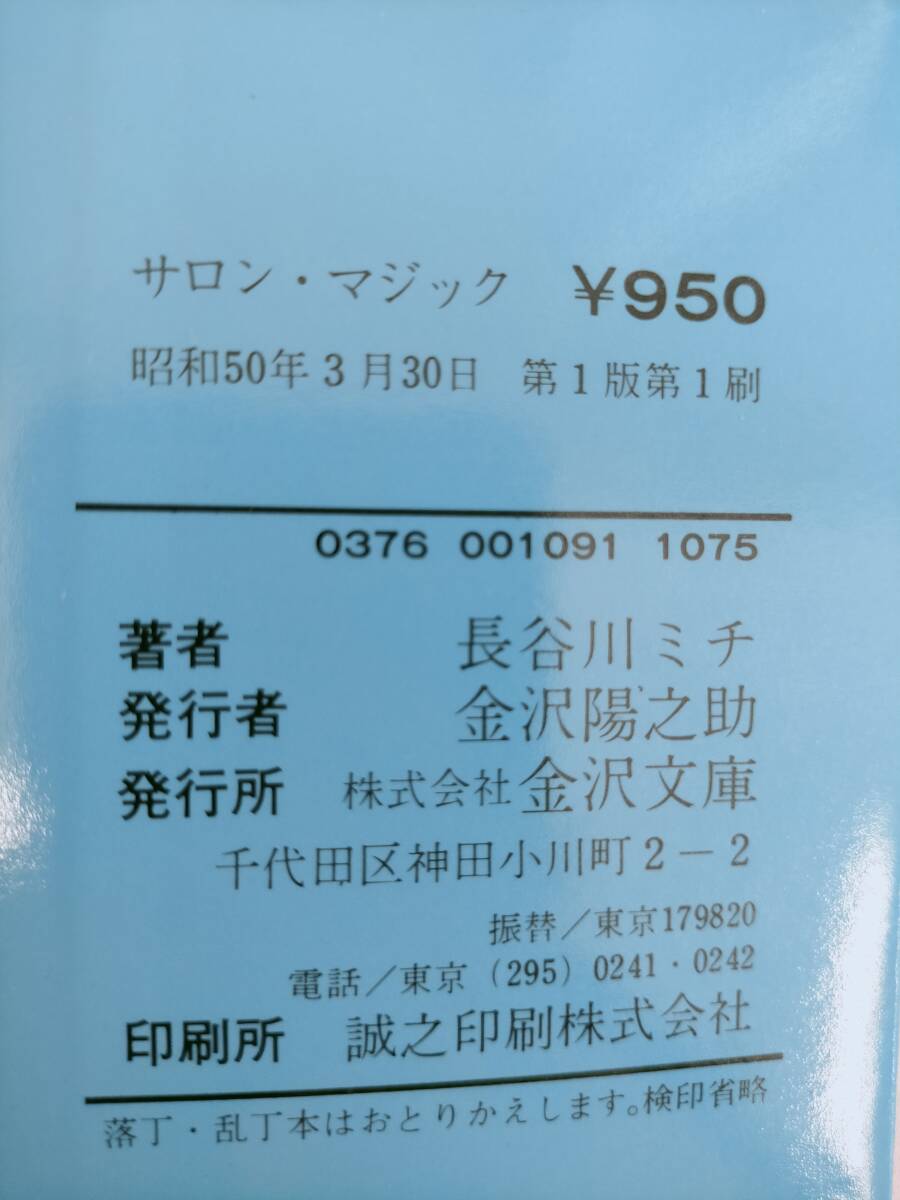 サロン・マジック ¥950
昭和50年3月30日 第1版第1刷
0376 001091 1075
著者 長谷川ミチ
発行者 金沢陽之助
発行所 株式会社金沢文庫
千代田区神田小川町2-2
振替/東京179820
電話/東京(295)0241・0242
印刷所 誠之印刷株式会社
落丁・乱丁本はおとりかえします。検印省略